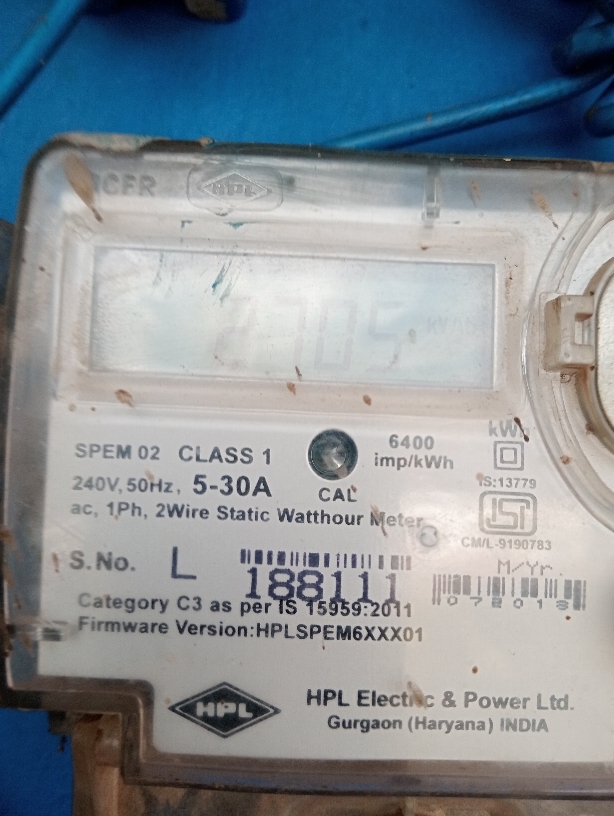 HPL
2705
SPEM 02 CLASS 1
6400
imp/kWh
240V, 50Hz, 5-30A
CAL
IS:13779
ac, 1Ph, 2Wire Static Watthour Meter
ISI
CM/L-9190783
S.No. L 188111
M/Yr.
072018
Category C3 as per IS 15959:2011
Firmware Version:HPLSPEM6XXX01
HPL
HPL Electric & Power Ltd.
Gurgaon (Haryana) INDIA